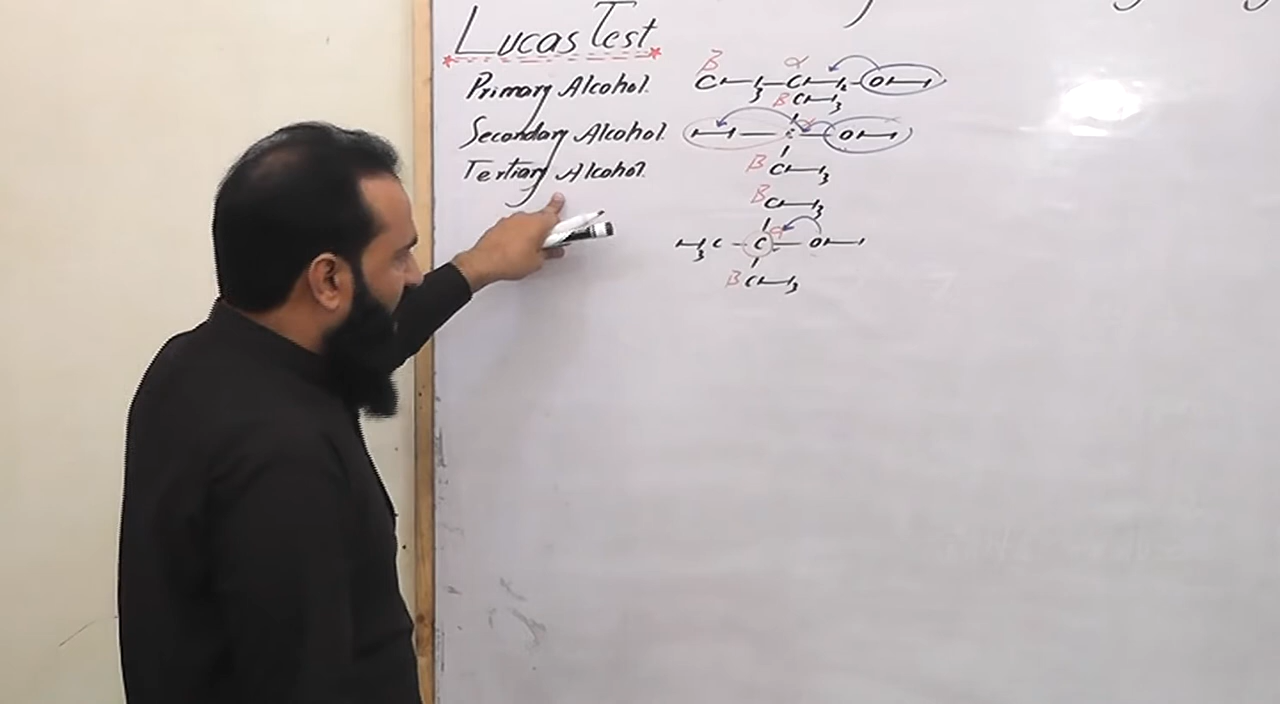 Lucas Test
Primary Alcohol. β CH3-α CH2-OH
β CH3
Secondary Alcohol. H - C - OH
β CH3
Tertiary Alcohol.
β CH3
H3C - C α - OH
β CH3